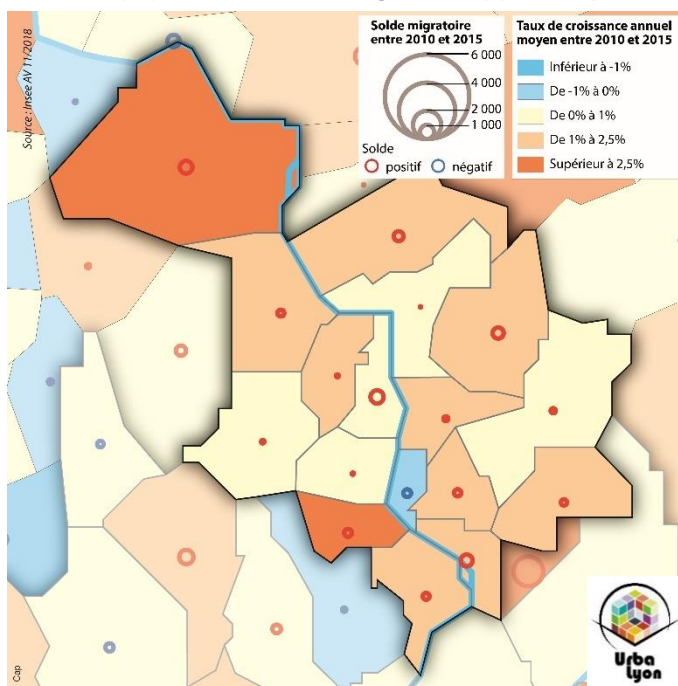 Source : Insee AV 11/2018
Solde migratoire
entre 2010 et 2015
6 000
4 000
2 000
1 000
Solde
positif
négatif
Taux de croissance annuel
moyen entre 2010 et 2015
Inférieur à -1%
De -1% à 0%
De 0% à 1%
De 1% à 2,5%
Supérieur à 2,5%
Cap
Urba
Lyon